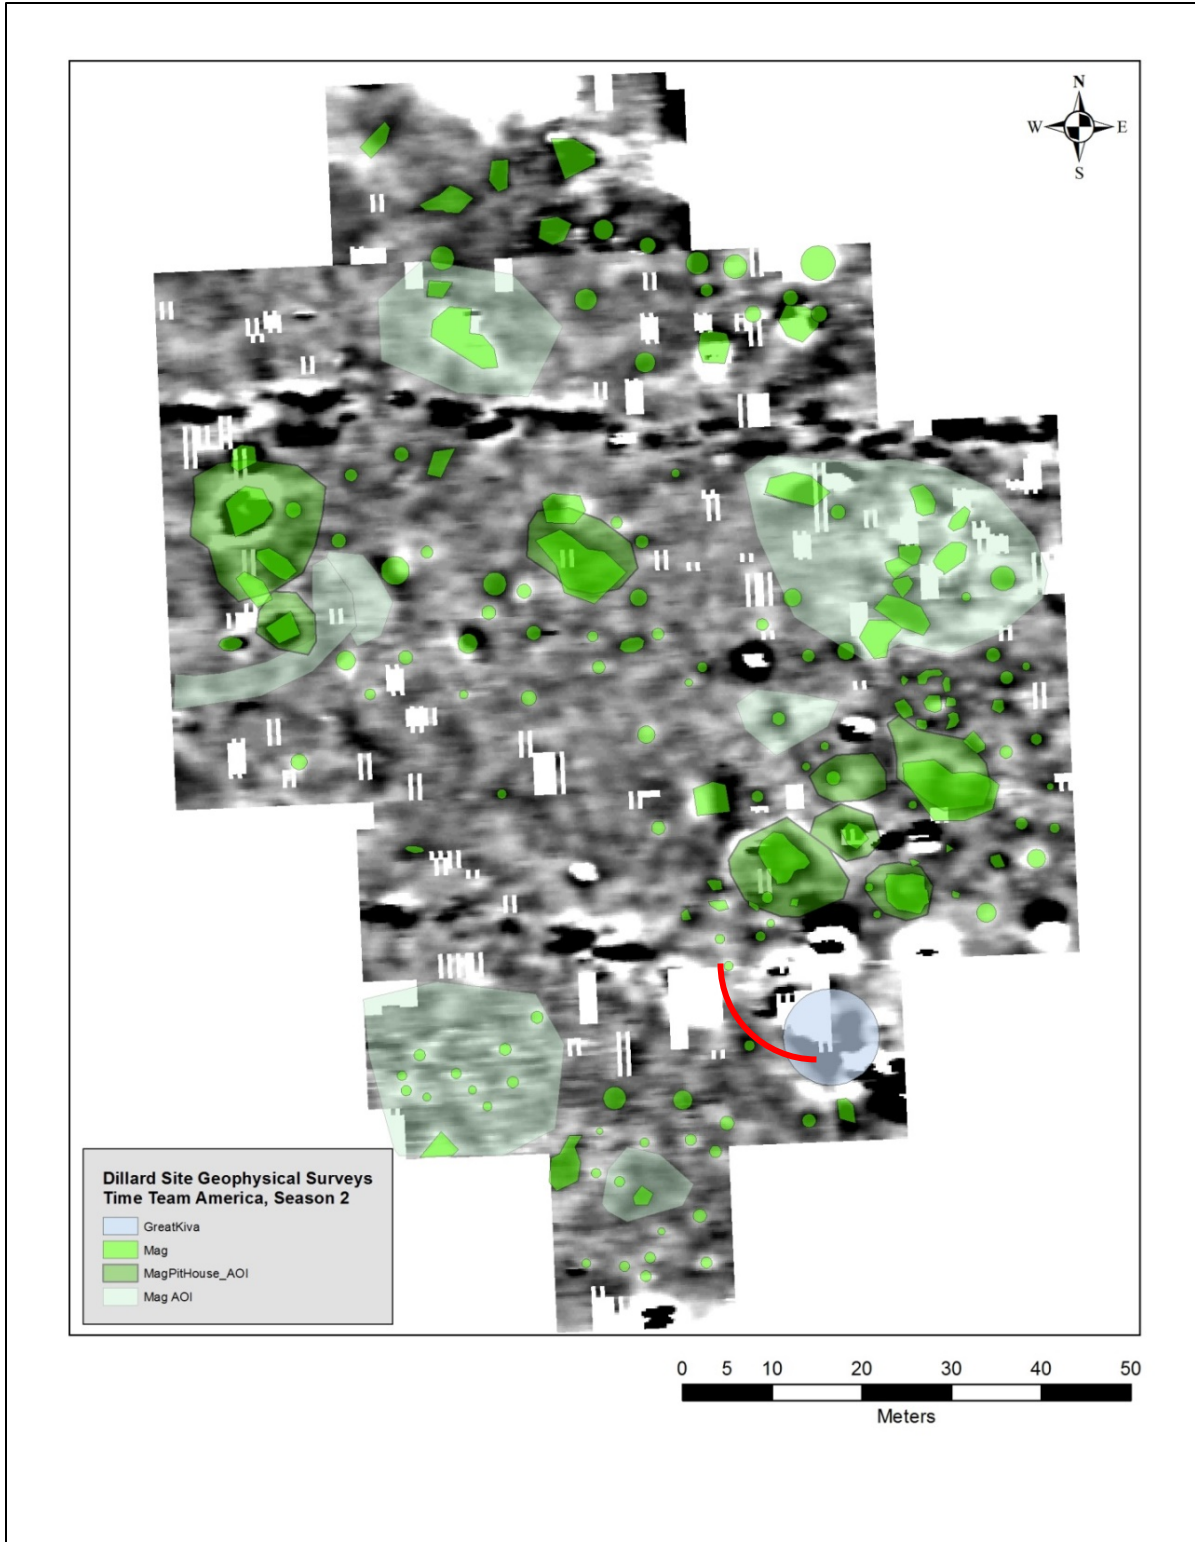 N
W E
S
Dillard Site Geophysical Surveys
Time Team America, Season 2
GreatKiva
Mag
MagPitHouse_AOI
Mag AOI
0 5 10 20 30 40 50
Meters